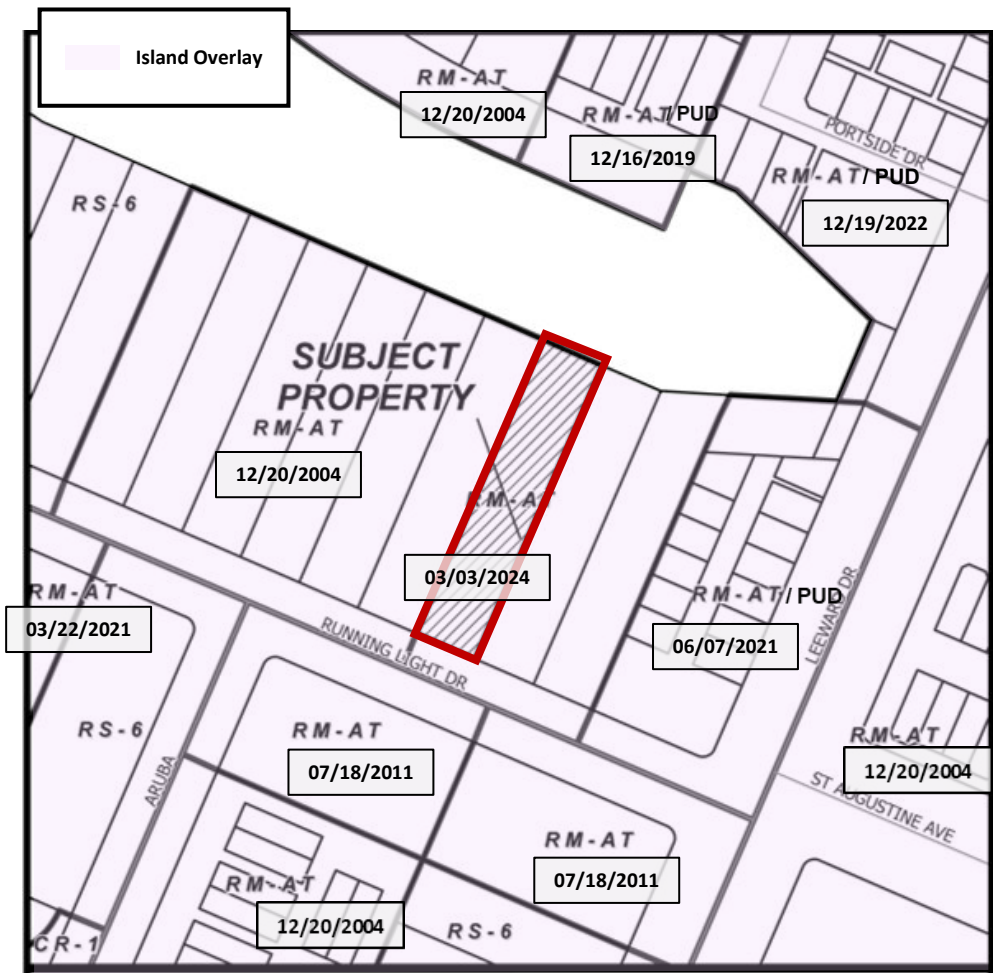 Island Overlay
RM-AT
12/20/2004
RM-AT/PUD
12/16/2019
PORTSIDE DR
RM-AT/ PUD
12/19/2022
RS-6
SUBJECT
PROPERTY
RM-AT
12/20/2004
RM-AT
03/03/2024
RM-AT
03/22/2021
RM-AT/ PUD
06/07/2021
LEEWARD DR
RUNNING LIGHT DR
RS-6
ARUBA
RM-AT
07/18/2011
RM-AT
12/20/2004
ST AUGUSTINE AVE
RM-AT
07/18/2011
RM-AT
12/20/2004
RS-6
CR-1